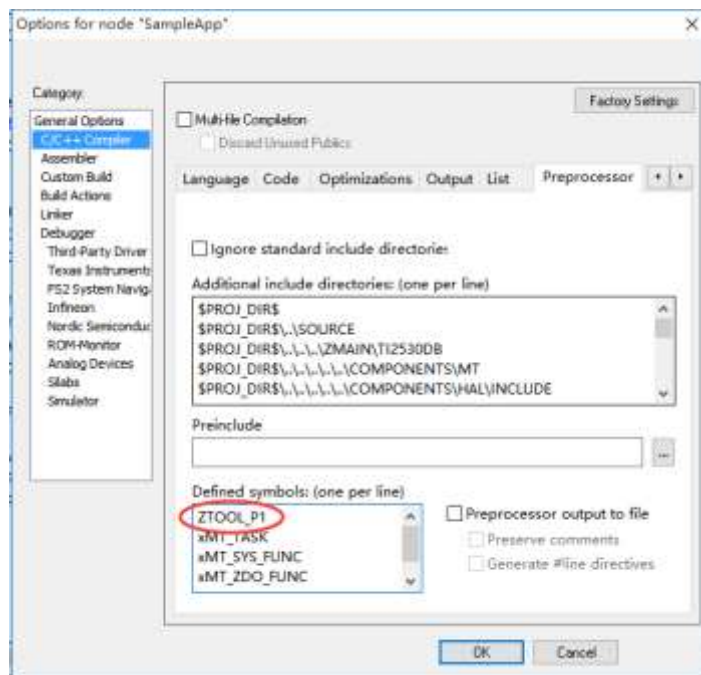 Options for node "SampleApp"
Category:
Factory Settings
General Options
C/C++ Compiler
Assembler
Custom Build
Build Actions
Linker
Debugger
Third-Party Driver
Texas Instruments
FS2 System Naviga
Infineon
Nordic Semiconduc
ROM-Monitor
Analog Devices
Silabs
Simulator
Multi-file Compilation
Discard Unused Publics
Language Code Optimizations Output List Preprocessor
Ignore standard include directories
Additional include directories: (one per line)
$PROJ_DIR$
$PROJ_DIR$\..\SOURCE
$PROJ_DIR$\..\..\..\ZMAIN\TI2530DB
$PROJ_DIR$\..\..\..\..\..\COMPONENTS\MT
$PROJ_DIR$\..\..\..\..\..\COMPONENTS\HAL\INCLUDE
Preinclude
...
Defined symbols: (one per line)
ZTOOL_P1
xMT_TASK
xMT_SYS_FUNC
xMT_ZDO_FUNC
Preprocessor output to file
Preserve comments
Generate #line directives
OK
Cancel